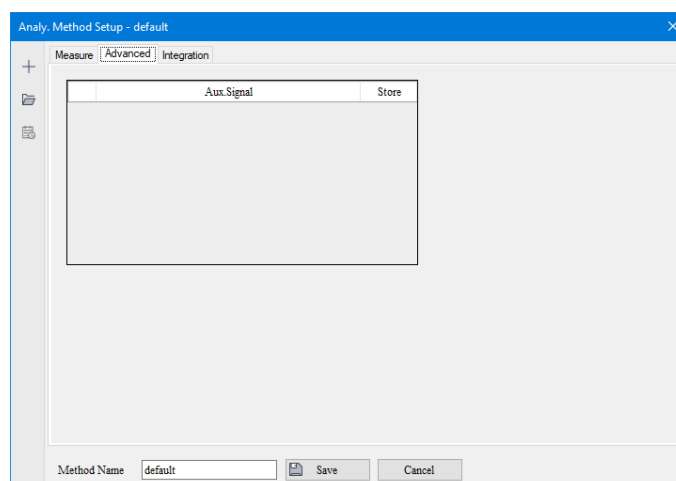 Analy. Method Setup - default
Measure Advanced Integration
Aux.Signal Store
Method Name default Save Cancel